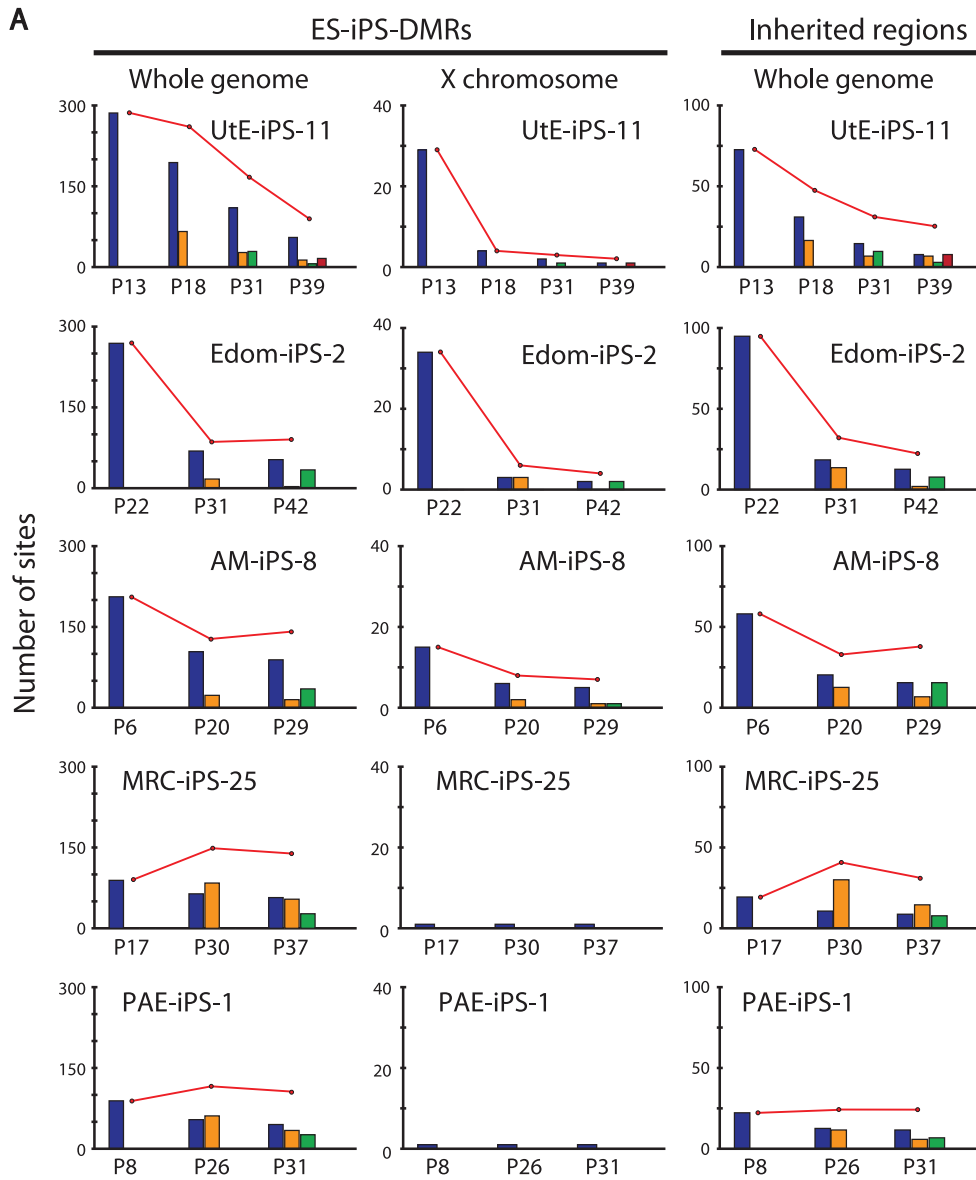 A
ES-iPS-DMRs
Inherited regions
Whole genome
X chromosome
Whole genome
Number of sites
300
150
0
UtE-iPS-11
P13 P18 P31 P39
40
20
0
UtE-iPS-11
P13 P18 P31 P39
100
50
0
UtE-iPS-11
P13 P18 P31 P39
300
150
0
Edom-iPS-2
P22 P31 P42
40
20
0
Edom-iPS-2
P22 P31 P42
100
50
0
Edom-iPS-2
P22 P31 P42
300
150
0
AM-iPS-8
P6 P20 P29
40
20
0
AM-iPS-8
P6 P20 P29
100
50
0
AM-iPS-8
P6 P20 P29
300
150
0
MRC-iPS-25
P17 P30 P37
40
20
0
MRC-iPS-25
P17 P30 P37
100
50
0
MRC-iPS-25
P17 P30 P37
300
150
0
PAE-iPS-1
P8 P26 P31
40
20
0
PAE-iPS-1
P8 P26 P31
100
50
0
PAE-iPS-1
P8 P26 P31